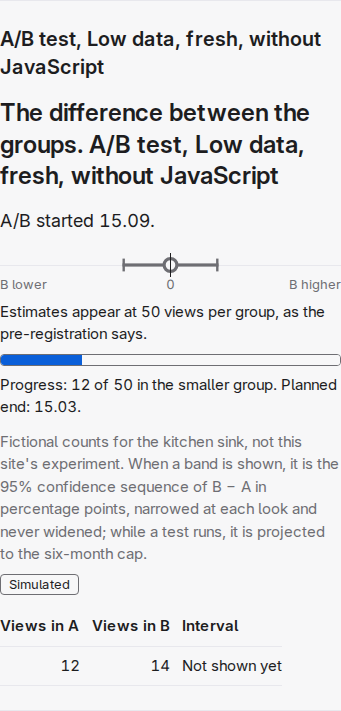 A/B test, Low data, fresh, without
JavaScript
The difference between the
groups. A/B test, Low data,
fresh, without JavaScript
A/B started 15.09.
B lower 0 B higher
Estimates appear at 50 views per group, as the
pre-registration says.
Progress: 12 of 50 in the smaller group. Planned
end: 15.03.
Fictional counts for the kitchen sink, not this
site's experiment. When a band is shown, it is the
95% confidence sequence of B − A in
percentage points, narrowed at each look and
never widened; while a test runs, it is projected
to the six-month cap.
Simulated
Views in A Views in B Interval
12 14 Not shown yet